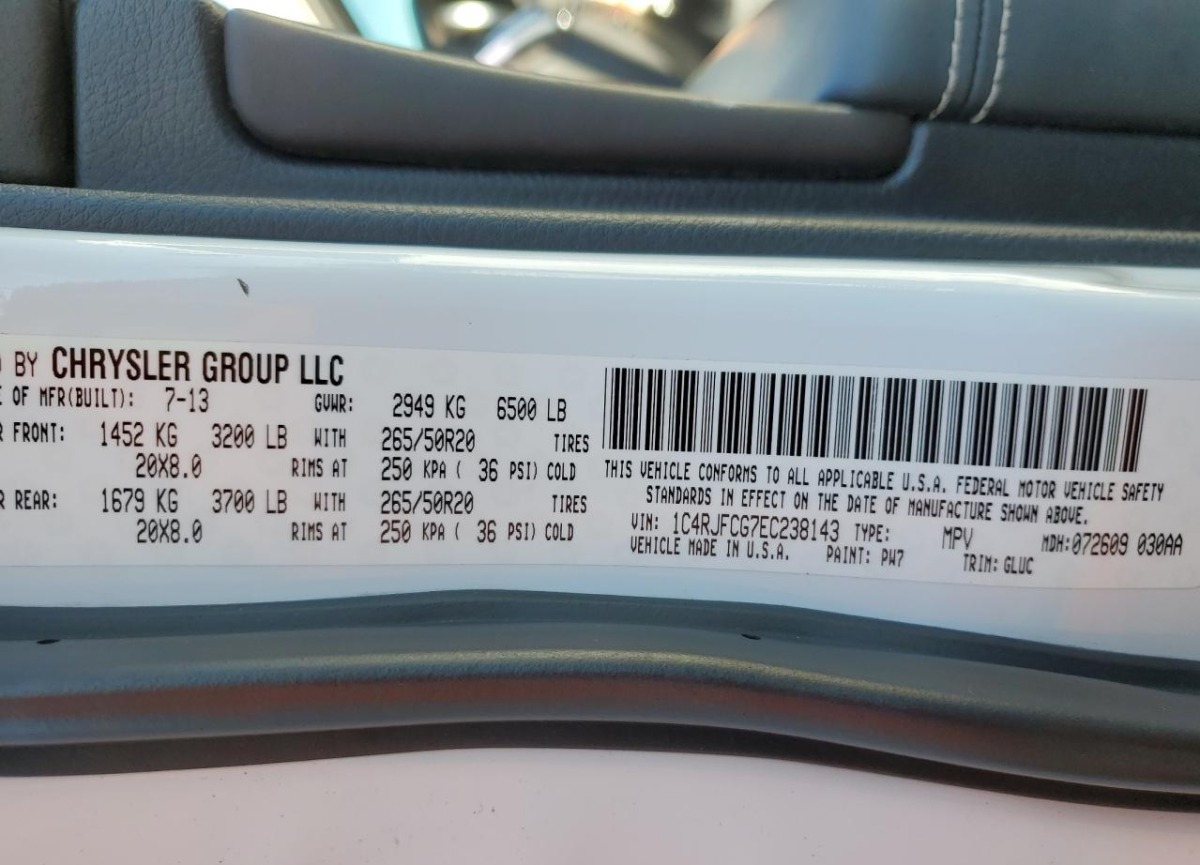 BY CHRYSLER GROUP LLC
OF MFR(BUILT): 7-13 GVWR: 2949 KG 6500 LB
FRONT: 1452 KG 3200 LB WITH 265/50R20 TIRES
20X8.0 RIMS AT 250 KPA ( 36 PSI) COLD
REAR: 1679 KG 3700 LB WITH 265/50R20 TIRES
20X8.0 RIMS AT 250 KPA ( 36 PSI) COLD
THIS VEHICLE CONFORMS TO ALL APPLICABLE U.S.A. FEDERAL MOTOR VEHICLE SAFETY
STANDARDS IN EFFECT ON THE DATE OF MANUFACTURE SHOWN ABOVE.
VIN: 1C4RJFCG7EC238143 TYPE: MPV MDH:072609 030AA
VEHICLE MADE IN U.S.A. PAINT: PW7 TRIM: GLUC